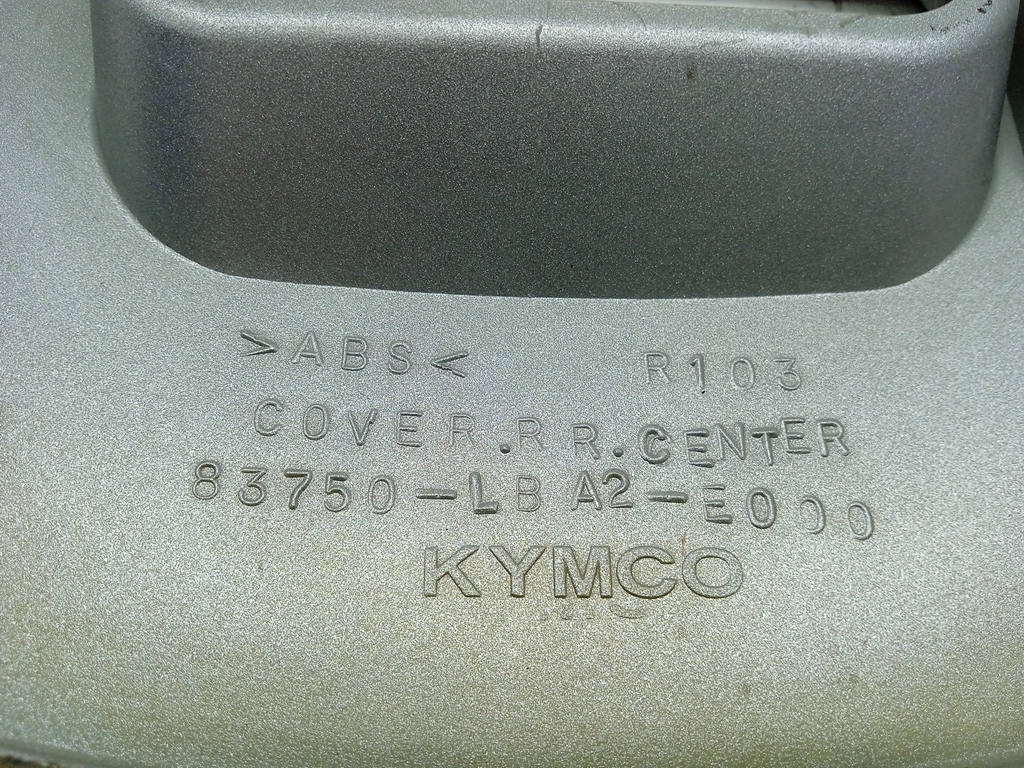 >ABS< R103
COVER.RR.CENTER
83750-LBA2-E000
KYMCO